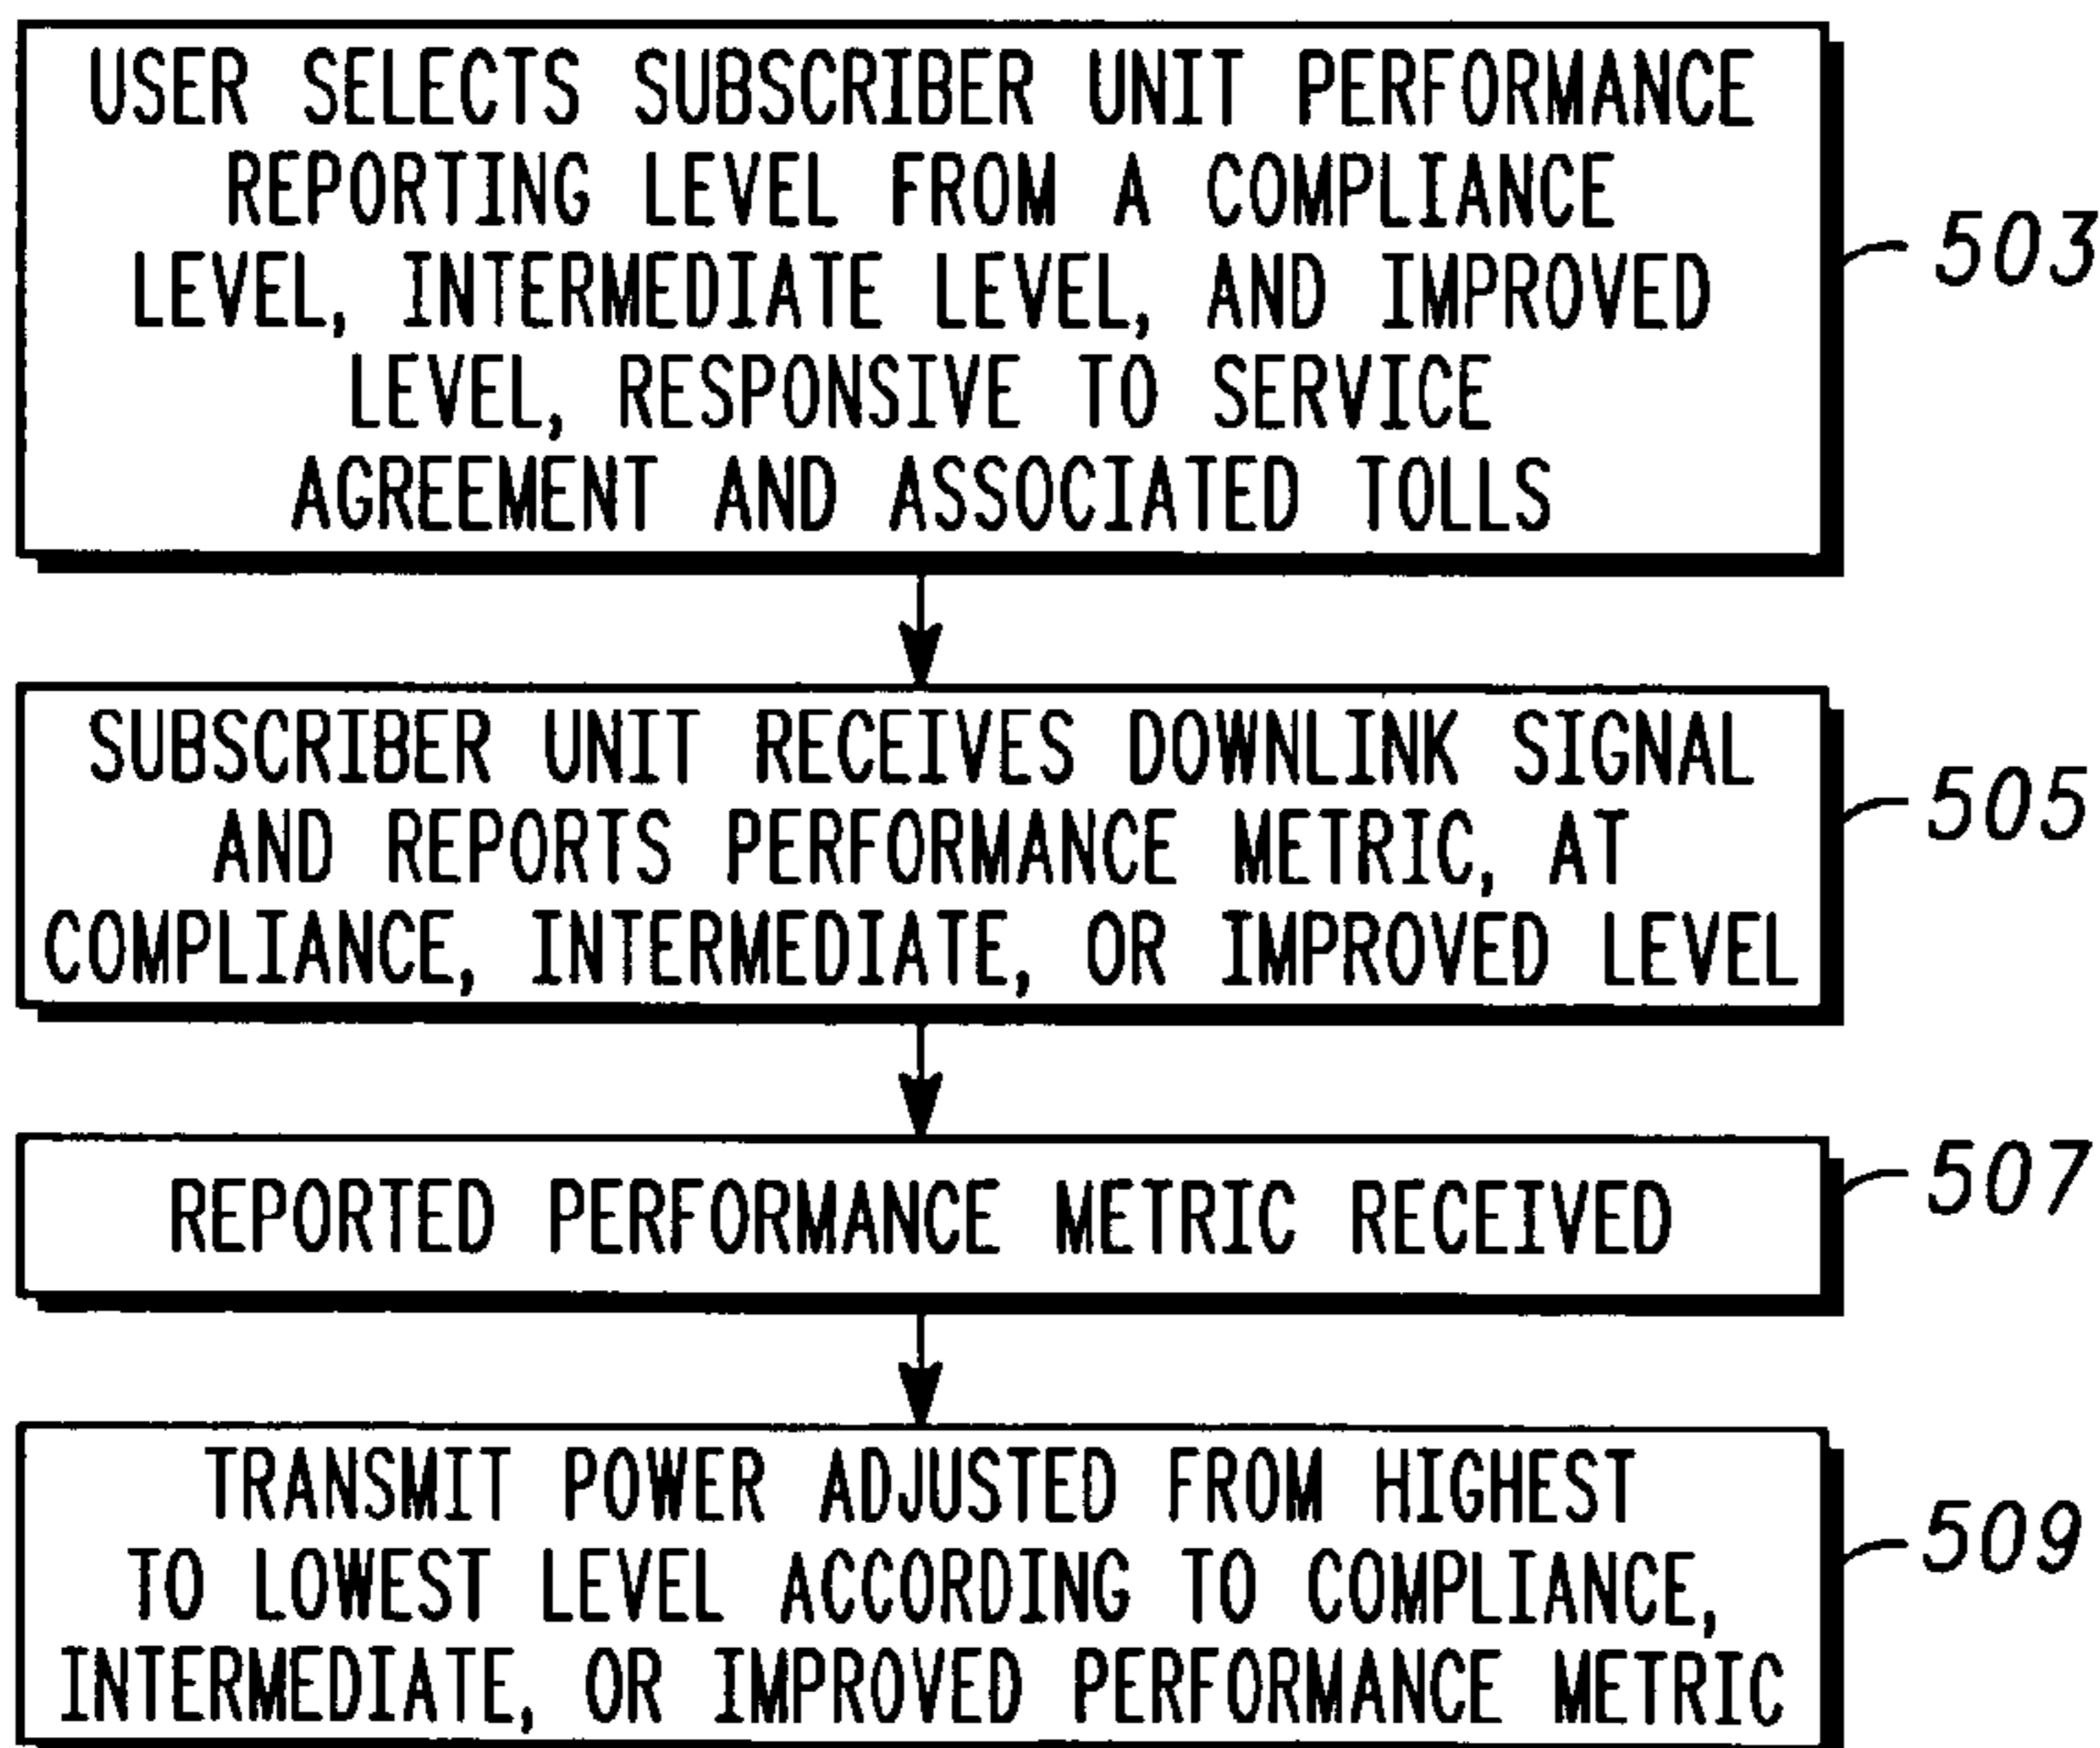 USER SELECTS SUBSCRIBER UNIT PERFORMANCE
REPORTING LEVEL FROM A COMPLIANCE
LEVEL, INTERMEDIATE LEVEL, AND IMPROVED
LEVEL, RESPONSIVE TO SERVICE
AGREEMENT AND ASSOCIATED TOLLS
503
SUBSCRIBER UNIT RECEIVES DOWNLINK SIGNAL
AND REPORTS PERFORMANCE METRIC, AT
COMPLIANCE, INTERMEDIATE, OR IMPROVED LEVEL
505
REPORTED PERFORMANCE METRIC RECEIVED
507
TRANSMIT POWER ADJUSTED FROM HIGHEST
TO LOWEST LEVEL ACCORDING TO COMPLIANCE,
INTERMEDIATE, OR IMPROVED PERFORMANCE METRIC
509